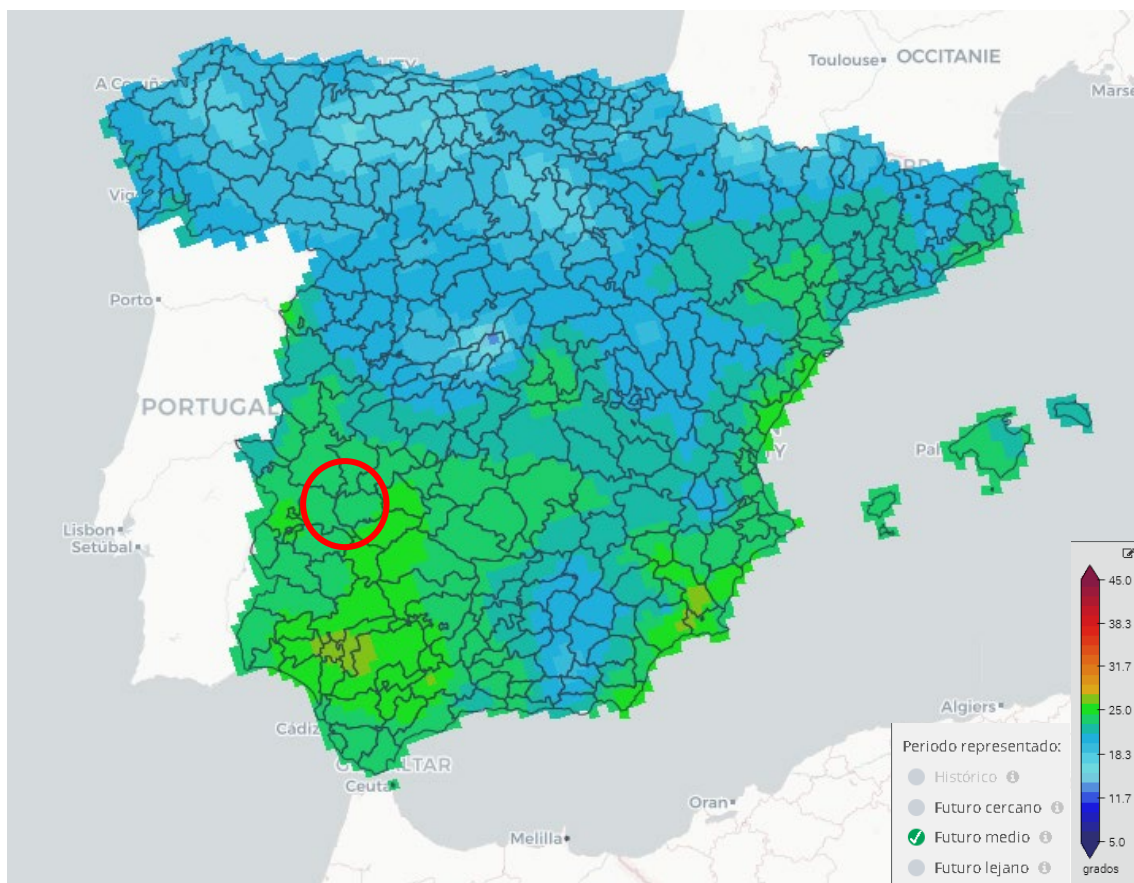 Toulouse OCCITANIE
A Coruña
Marse
Vig
Porto
PORTUGAL
Pal
Lisbon
Setúbal
Cádiz
Ceuta
Algiers
Oran
Melilla
45.0
38.3
31.7
25.0
18.3
11.7
5.0
grados
Periodo representado:
Histórico
Futuro cercano
Futuro medio
Futuro lejano